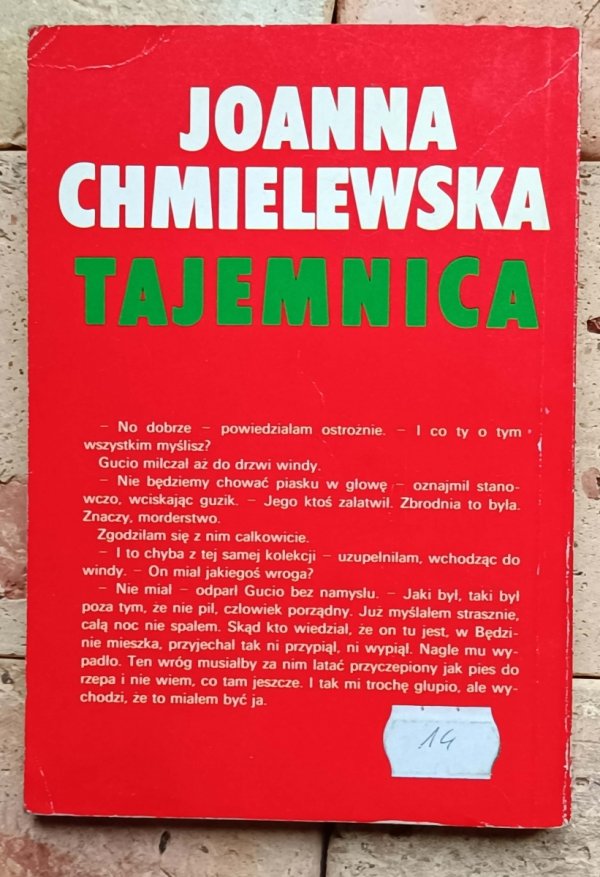 JOANNA
CHMIELEWSKA
TAJEMNICA
– No dobrze – powiedziałam ostrożnie. – I co ty o tym
wszystkim myślisz?
Gucio milczał aż do drzwi windy.
– Nie będziemy chować piasku w głowę – oznajmił stano-
wczo, wciskając guzik. – Jego ktoś załatwił. Zbrodnia to była.
Znaczy, morderstwo.
Zgodziłam się z nim całkowicie.
– I to chyba z tej samej kolekcji – uzupełniłam, wchodząc do
windy. – On miał jakiegoś wroga?
– Nie miał – odparł Gucio bez namysłu. – Jaki był, taki był
poza tym, że nie pił, człowiek porządny. Już myślałem strasznie,
całą noc nie spałem. Skąd kto wiedział, że on tu jest, w Będzi-
nie mieszka, przyjechał tak ni przypiął, ni wypiął. Nagle mu wy-
padło. Ten wróg musiałby za nim latać przyczepiony jak pies do
rzepa i nie wiem, co tam jeszcze. I tak mi trochę głupio, ale wy-
chodzi, że to miałem być ja.
14